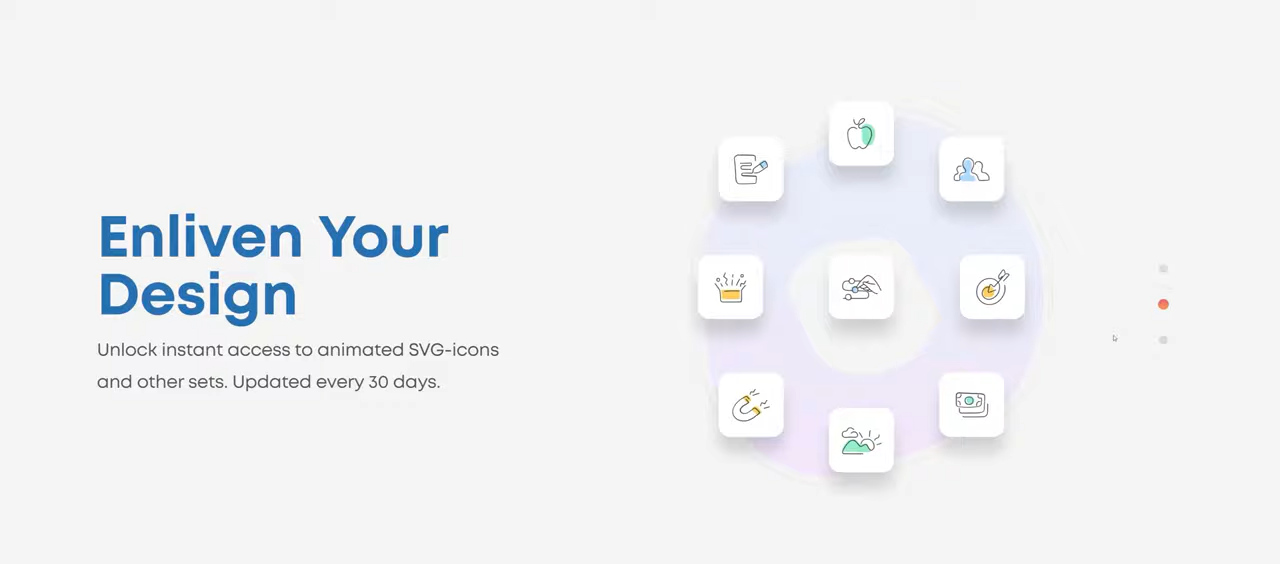 Enliven Your
Design
Unlock instant access to animated SVG-icons
and other sets. Updated every 30 days.